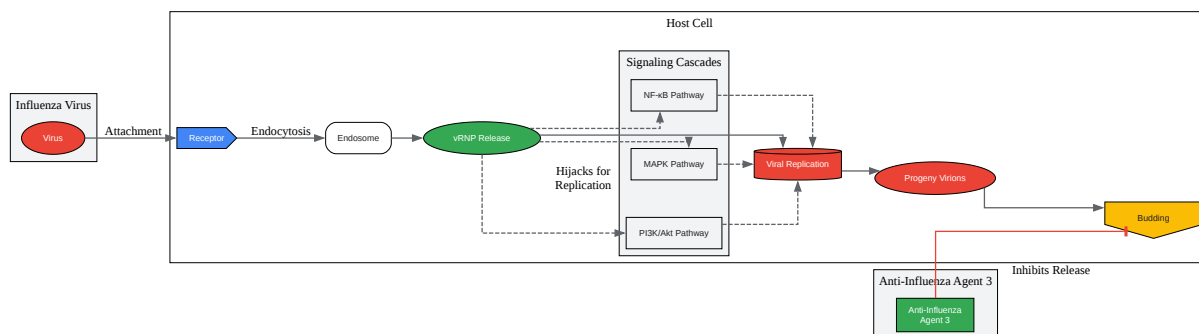 Host Cell
Influenza Virus
Virus
Attachment
Receptor
Endocytosis
Endosome
vRNP Release
Signaling Cascades
NF-κB Pathway
MAPK Pathway
Hijacks for
Replication
PI3K/Akt Pathway
Viral Replication
Progeny Virions
Budding
Inhibits Release
Anti-Influenza Agent 3
Anti-Influenza
Agent 3